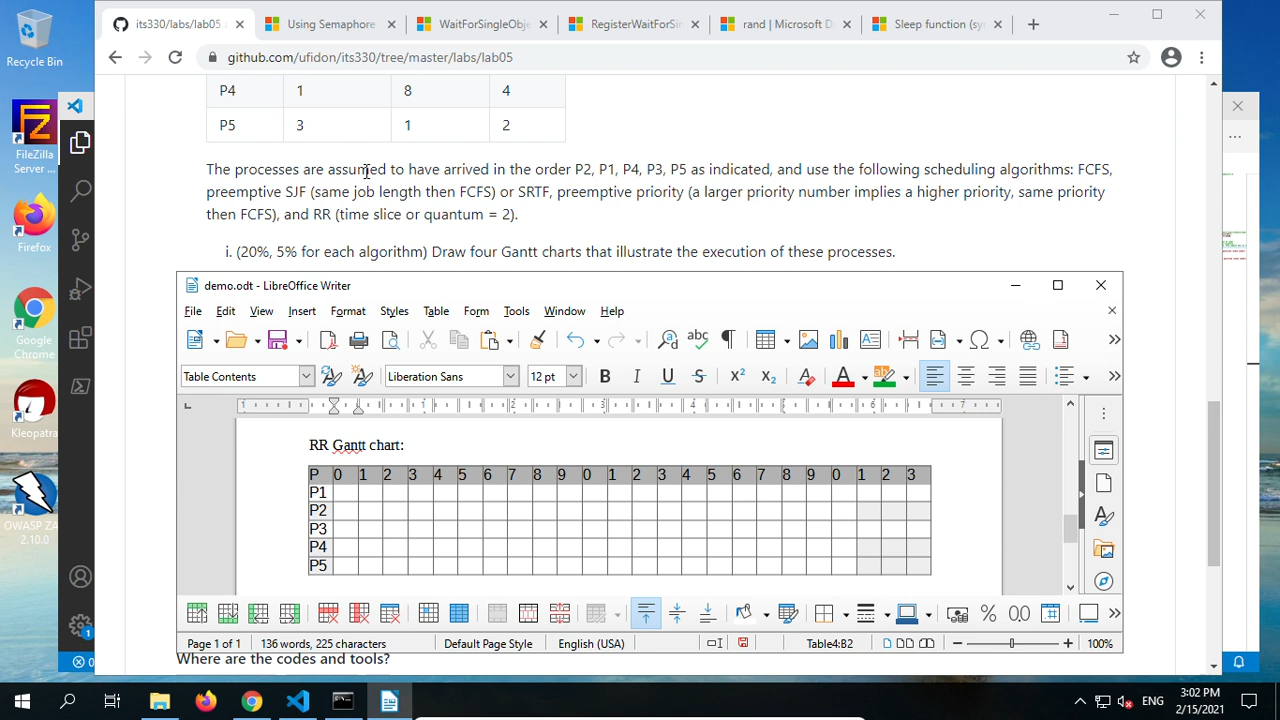 Recycle Bin
FileZilla
Server ...
Firefox
Google
Chrome
Kleopatra
OWASP ZA
2.10.0
its330/labs/lab05
Using Semaphore
WaitForSingleObje
RegisterWaitForSin
rand | Microsoft D
Sleep function (sy
github.com/ufidon/its330/tree/master/labs/lab05
P4 1 8 4
P5 3 1 2
The processes are assumed to have arrived in the order P2, P1, P4, P3, P5 as indicated, and use the following scheduling algorithms: FCFS,
preemptive SJF (same job length then FCFS) or SRTF, preemptive priority (a larger priority number implies a higher priority, same priority
then FCFS), and RR (time slice or quantum = 2).
i. (20%, 5% for each algorithm) Draw four Gantt charts that illustrate the execution of these processes.
demo.odt - LibreOffice Writer
File Edit View Insert Format Styles Table Form Tools Window Help
Table Contents Liberation Sans 12 pt
RR Gantt chart:
P 0 1 2 3 4 5 6 7 8 9 0 1 2 3 4 5 6 7 8 9 0 1 2 3
P1
P2
P3
P4
P5
Page 1 of 1 136 words, 225 characters Default Page Style English (USA) Table4:B2 100%
Where are the codes and tools?
ENG
3:02 PM
2/15/2021